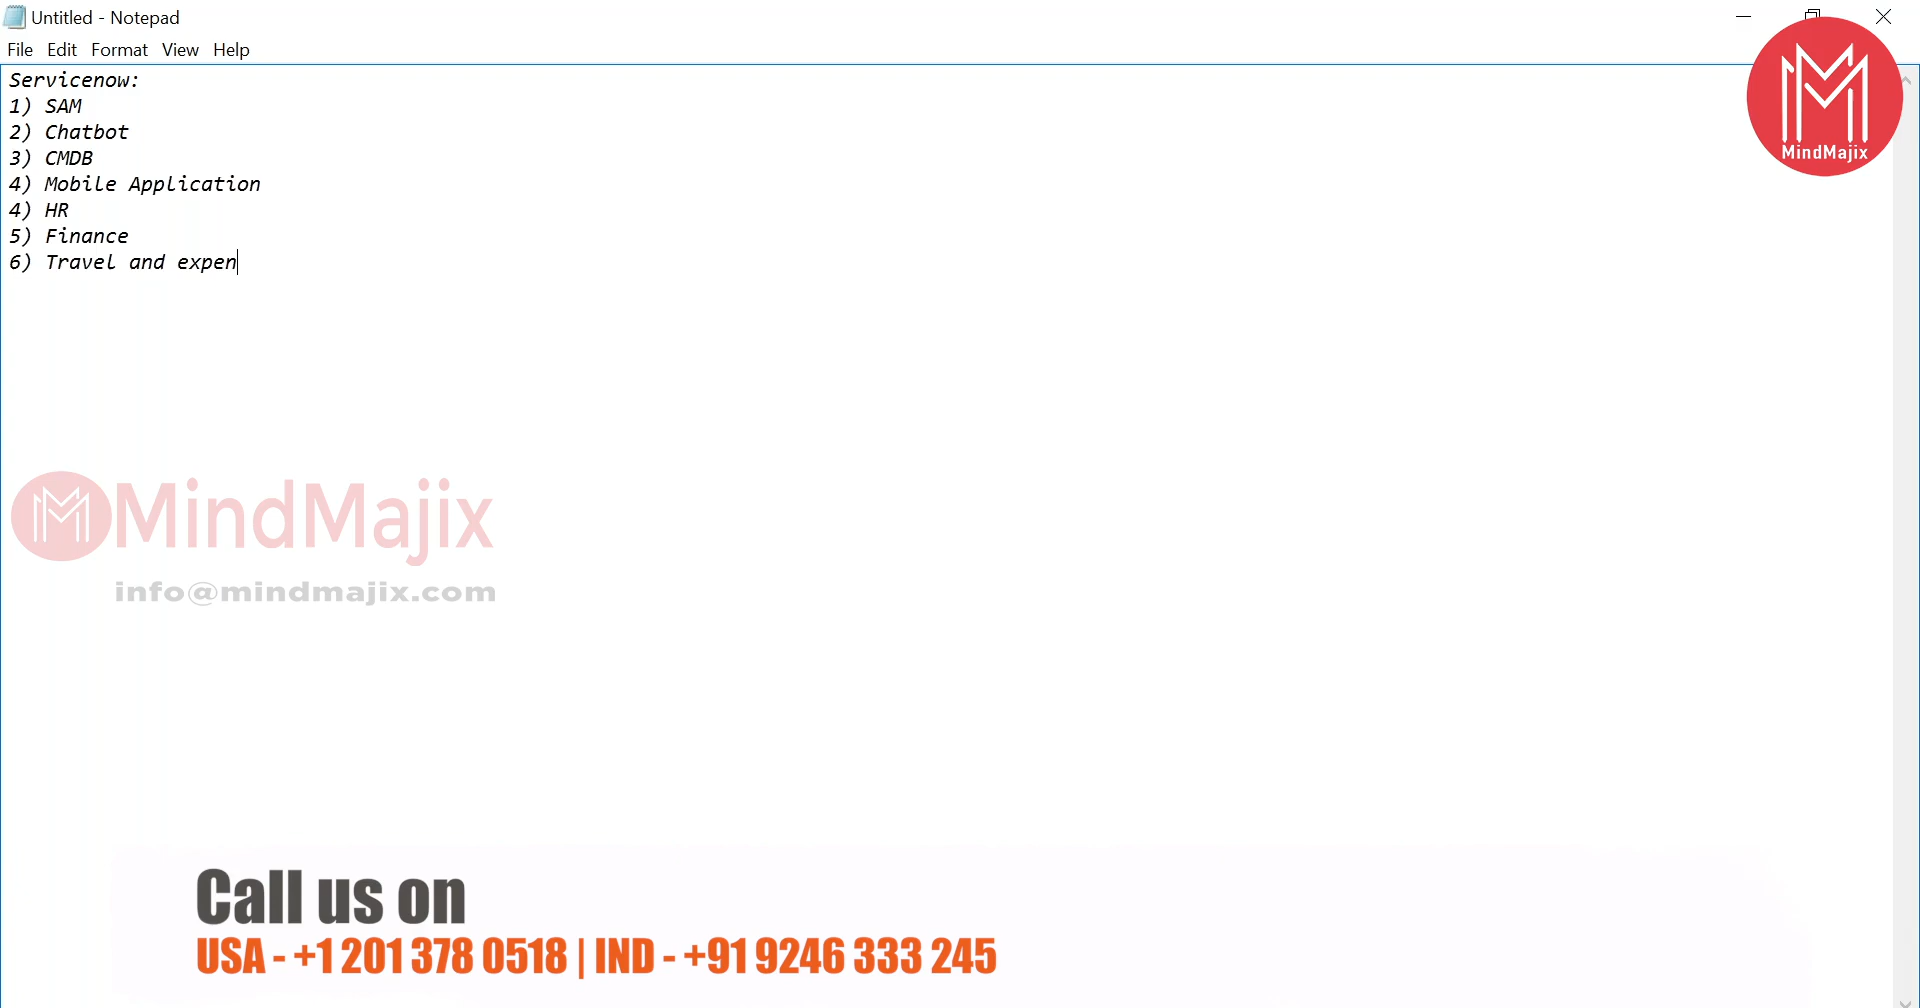 Untitled - Notepad
File Edit Format View Help
Servicenow:
1) SAM
2) Chatbot
3) CMDB
4) Mobile Application
4) HR
5) Finance
6) Travel and expen
MindMajix
MindMajix
info@mindmajix.com
Call us on
USA - +1 201 378 0518 | IND - +91 9246 333 245